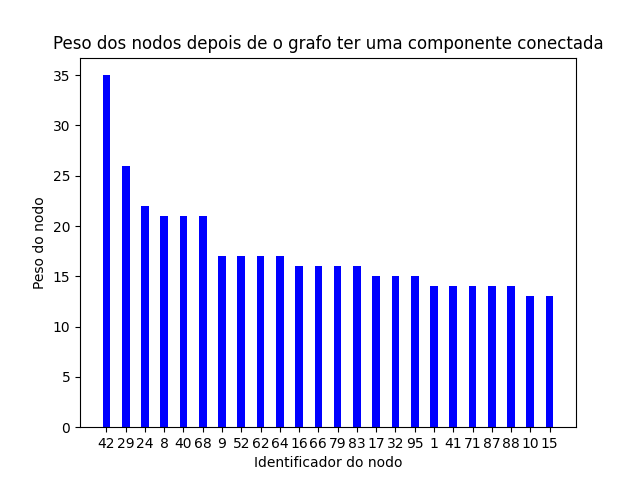 Peso dos nodos depois de o grafo ter uma componente conectada
35
30
25
20
15
10
5
0
Peso do nodo
42 29 24 8 40 68 9 52 62 64 16 66 79 83 17 32 95 1 41 71 87 88 10 15
Identificador do nodo